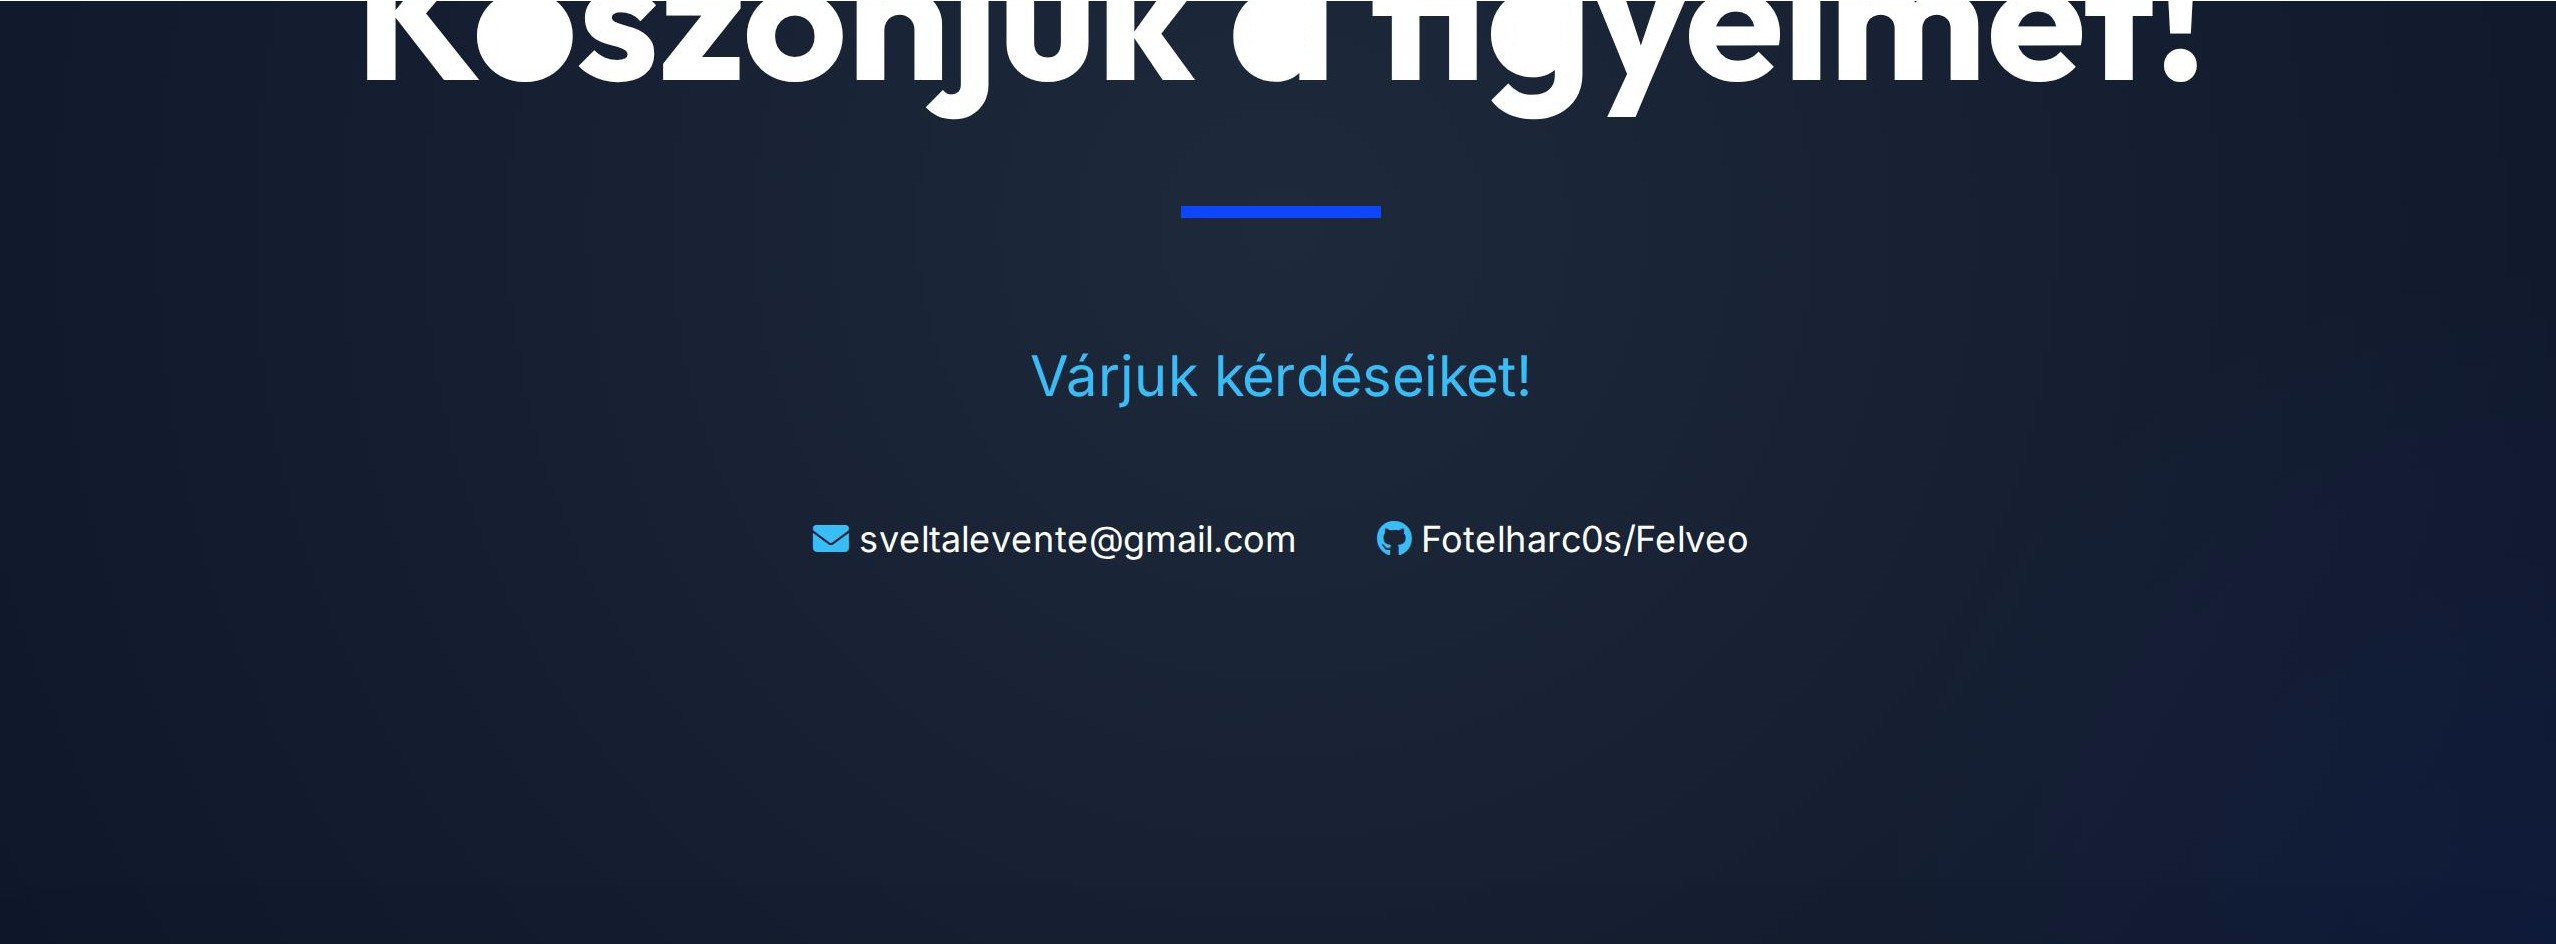 Köszönjük a figyelmet!
Várjuk kérdéseiket!
sveltalevente@gmail.com
Fotelharc0s/Felveo